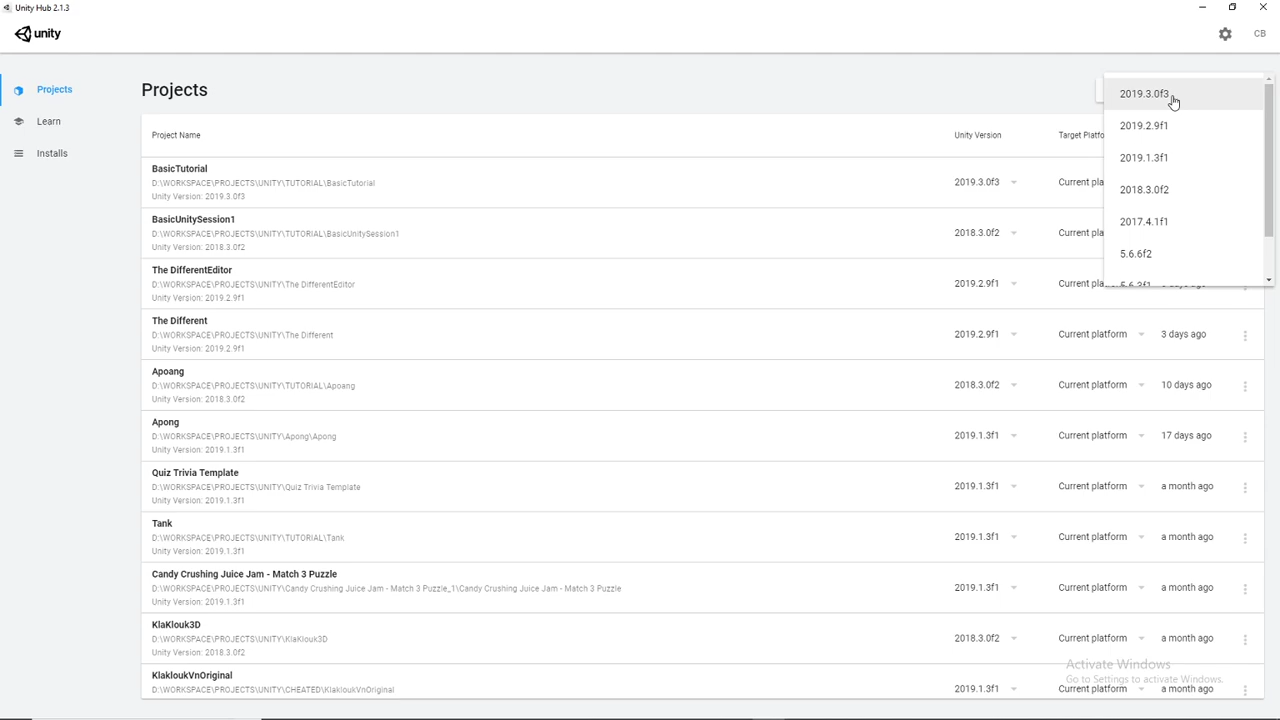 Unity Hub 2.1.3
unity
CB
Projects
Learn
Installs
Projects
2019.3.0f3
2019.2.9f1
2019.1.3f1
2018.3.0f2
2017.4.1f1
5.6.6f2
Project Name Unity Version Target Platfo
BasicTutorial
D:\WORKSPACE\PROJECTS\UNITY\TUTORIAL\BasicTutorial 2019.3.0f3 Current pla
Unity Version: 2019.3.0f3
BasicUnitySession1
D:\WORKSPACE\PROJECTS\UNITY\TUTORIAL\BasicUnitySession1 2018.3.0f2 Current pla
Unity Version: 2018.3.0f2
The DifferentEditor
D:\WORKSPACE\PROJECTS\UNITY\The DifferentEditor 2019.2.9f1 Current pla
Unity Version: 2019.2.9f1
The Different
D:\WORKSPACE\PROJECTS\UNITY\The Different 2019.2.9f1 Current platform 3 days ago
Unity Version: 2019.2.9f1
Apoang
D:\WORKSPACE\PROJECTS\UNITY\TUTORIAL\Apoang 2018.3.0f2 Current platform 10 days ago
Unity Version: 2018.3.0f2
Apong
D:\WORKSPACE\PROJECTS\UNITY\Apong\Apong 2019.1.3f1 Current platform 17 days ago
Unity Version: 2019.1.3f1
Quiz Trivia Template
D:\WORKSPACE\PROJECTS\UNITY\Quiz Trivia Template 2019.1.3f1 Current platform a month ago
Unity Version: 2019.1.3f1
Tank
D:\WORKSPACE\PROJECTS\UNITY\TUTORIAL\Tank 2019.1.3f1 Current platform a month ago
Unity Version: 2019.1.3f1
Candy Crushing Juice Jam - Match 3 Puzzle
D:\WORKSPACE\PROJECTS\UNITY\Candy Crushing Juice Jam - Match 3 Puzzle_1\Candy Crushing Juice Jam - Match 3 Puzzle 2019.1.3f1 Current platform a month ago
Unity Version: 2019.1.3f1
KlaKlouk3D
D:\WORKSPACE\PROJECTS\UNITY\KlaKlouk3D 2018.3.0f2 Current platform a month ago
Unity Version: 2018.3.0f2
KlakloukVnOriginal
D:\WORKSPACE\PROJECTS\UNITY\CHEATED\KlakloukVnOriginal 2019.1.3f1 Current platform a month ago
Activate Windows
Go to Settings to activate Windows.